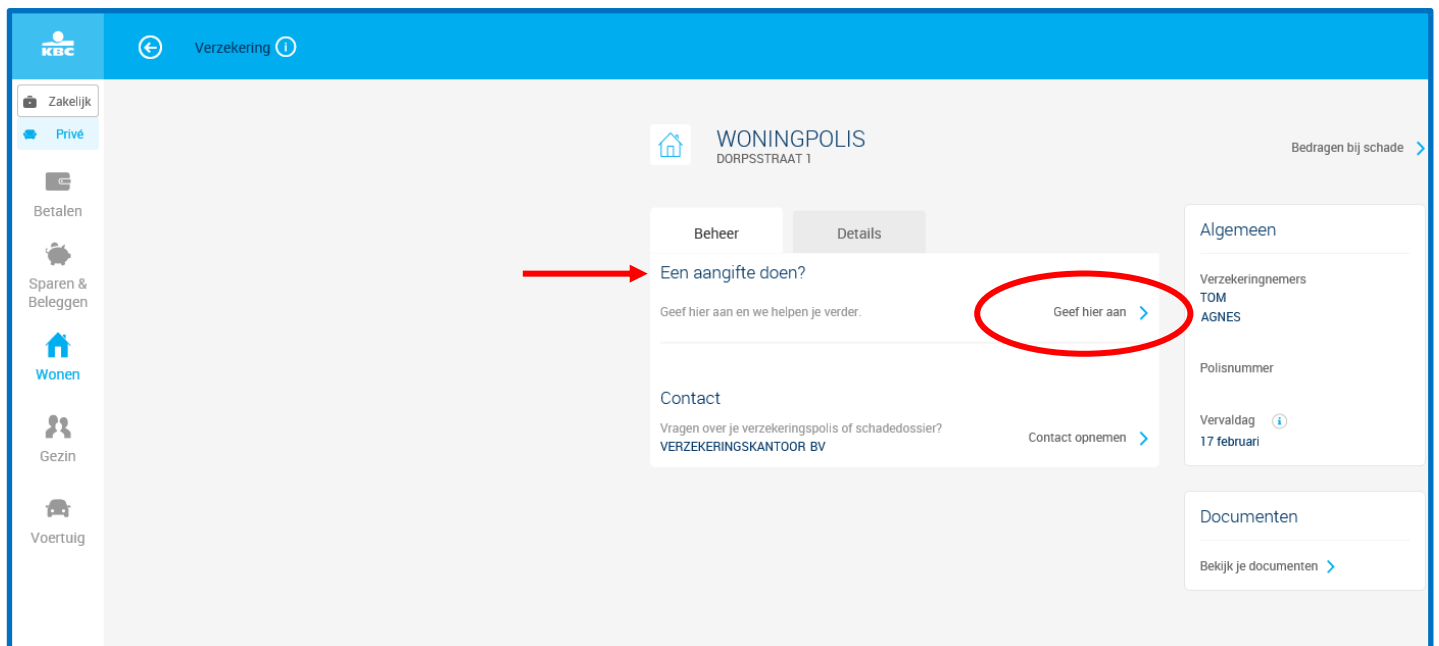 KBC
Verzekering
Zakelijk
Privé
Betalen
Sparen &
Beleggen
Wonen
Gezin
Voertuig
WONINGPOLIS
DORPSSTRAAT 1
Bedragen bij schade
Beheer
Details
Een aangifte doen?
Geef hier aan en we helpen je verder.
Geef hier aan
Contact
Vragen over je verzekeringspolis of schadedossier?
VERZEKERINGSKANTOOR BV
Contact opnemen
Algemeen
Verzekeringnemers
TOM
AGNES
Polisnummer
Vervaldag
17 februari
Documenten
Bekijk je documenten